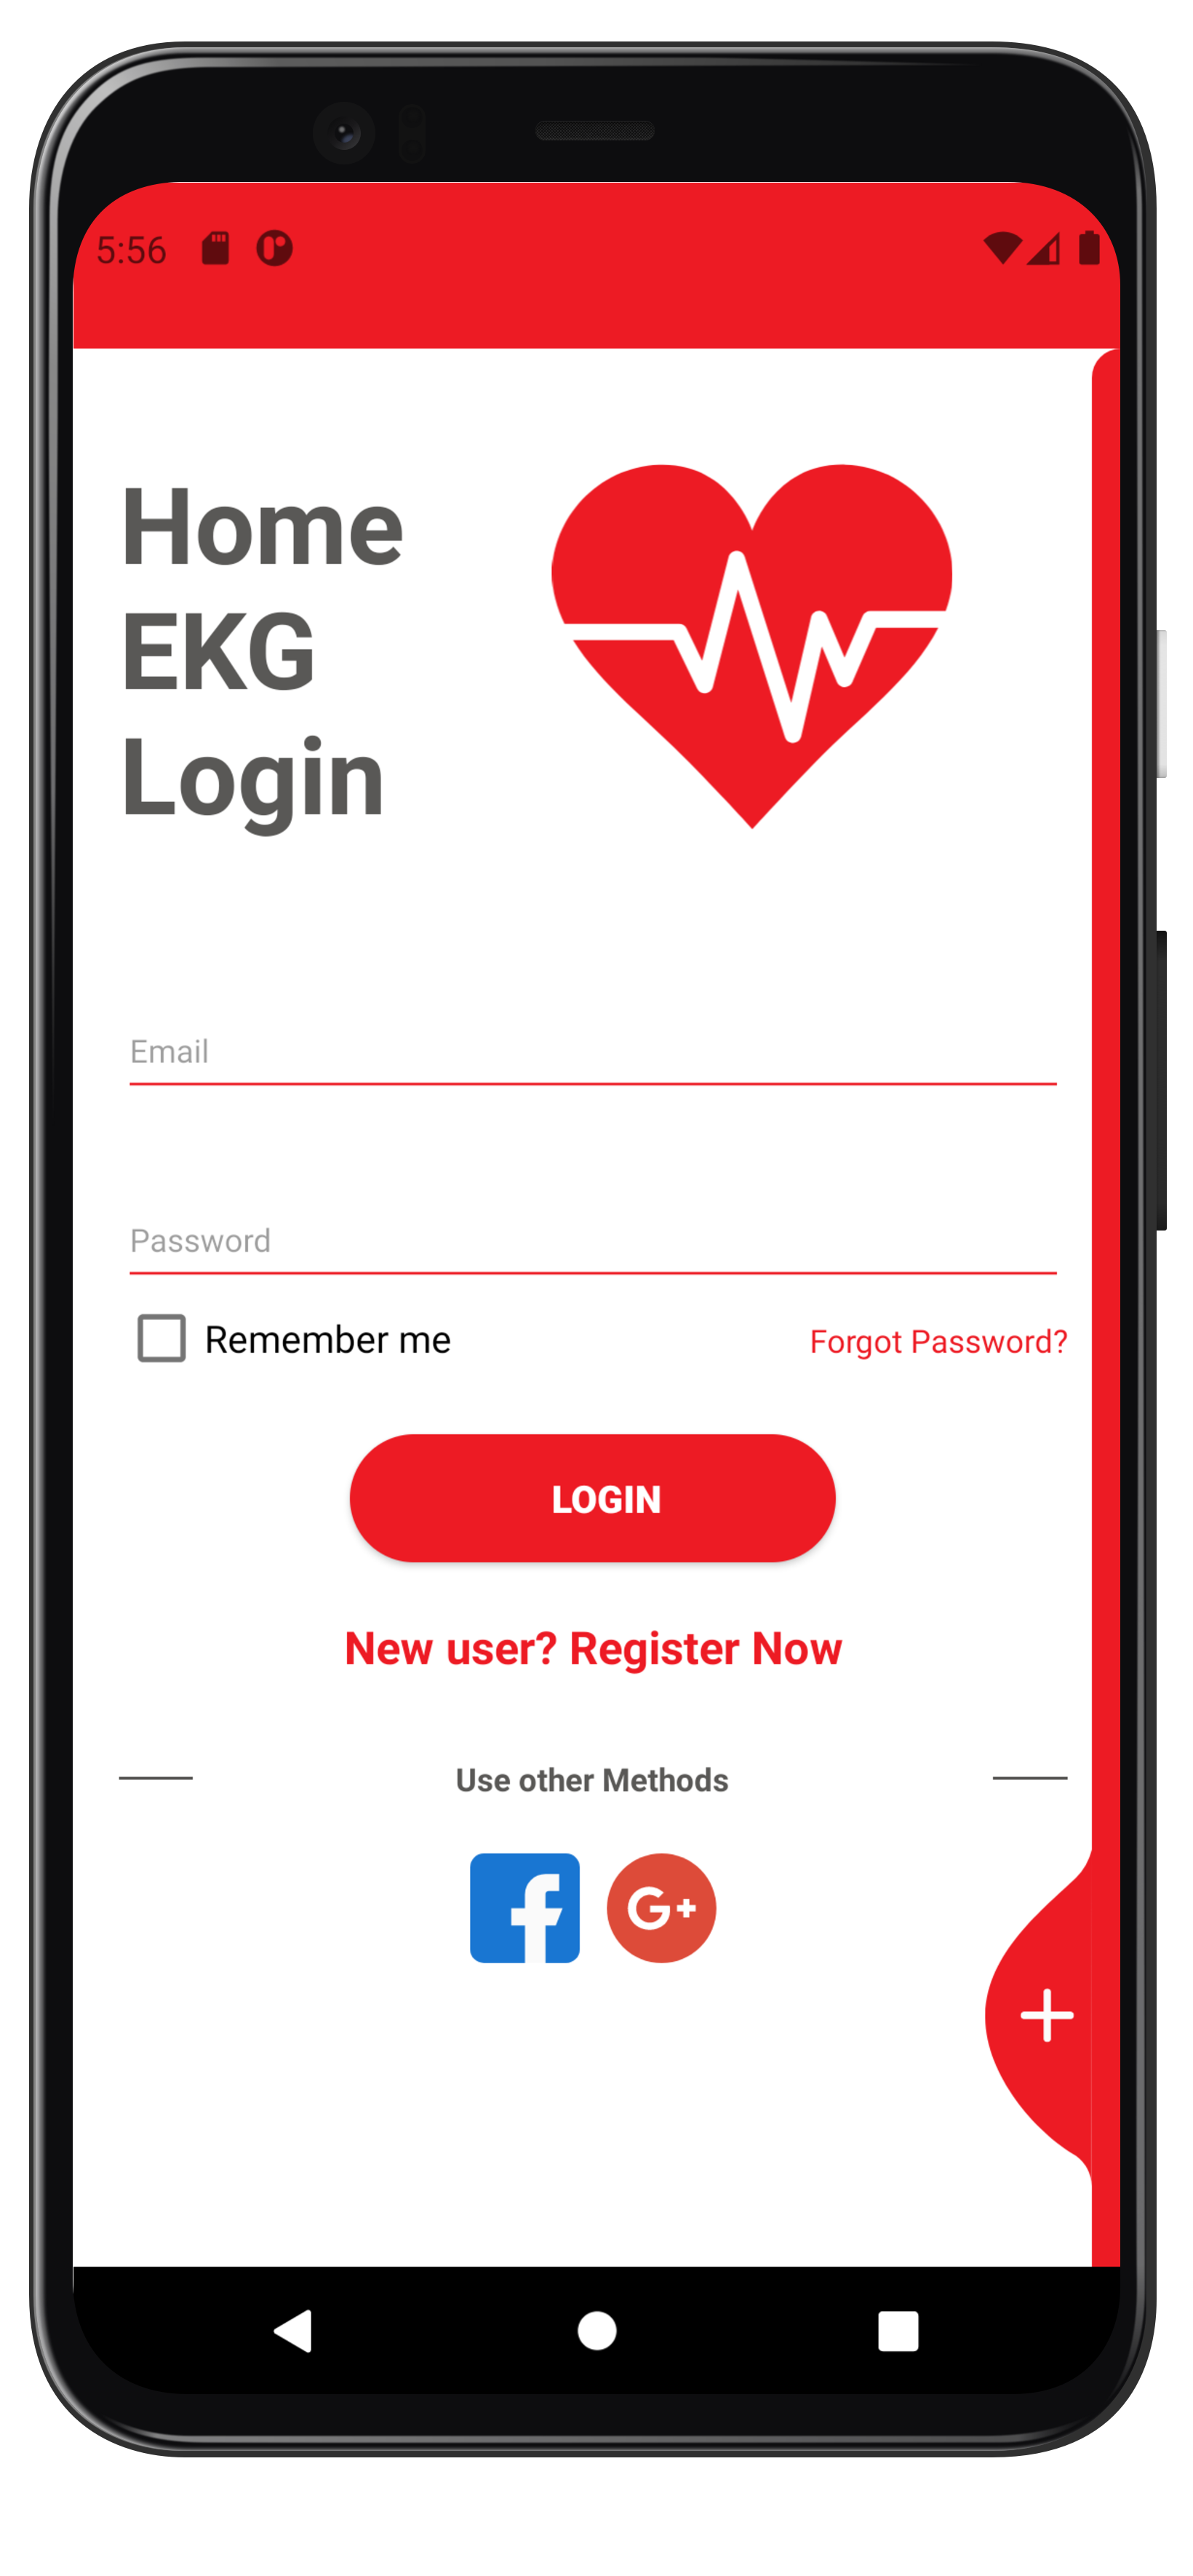 5:56
Home
EKG
Login
Email
Password
Remember me
Forgot Password?
LOGIN
New user? Register Now
Use other Methods
f
G+